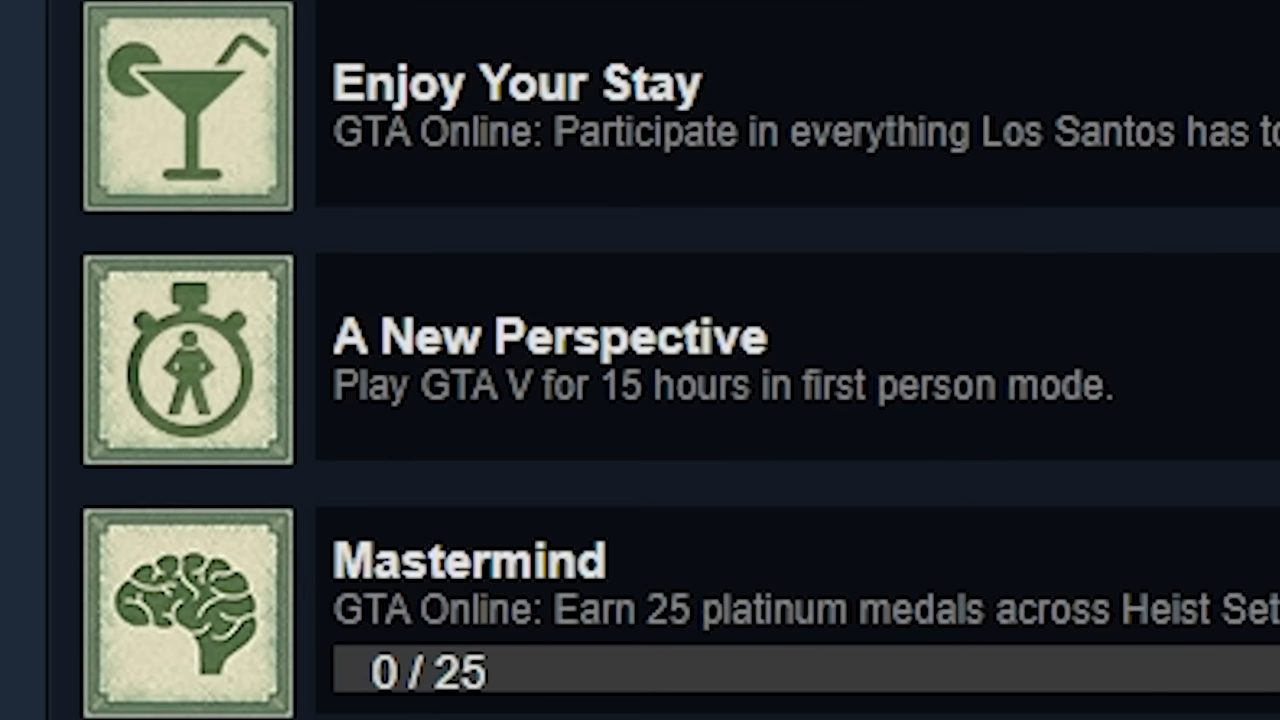 Enjoy Your Stay
GTA Online: Participate in everything Los Santos has to
A New Perspective
Play GTA V for 15 hours in first person mode.
Mastermind
GTA Online: Earn 25 platinum medals across Heist Set
0 / 25